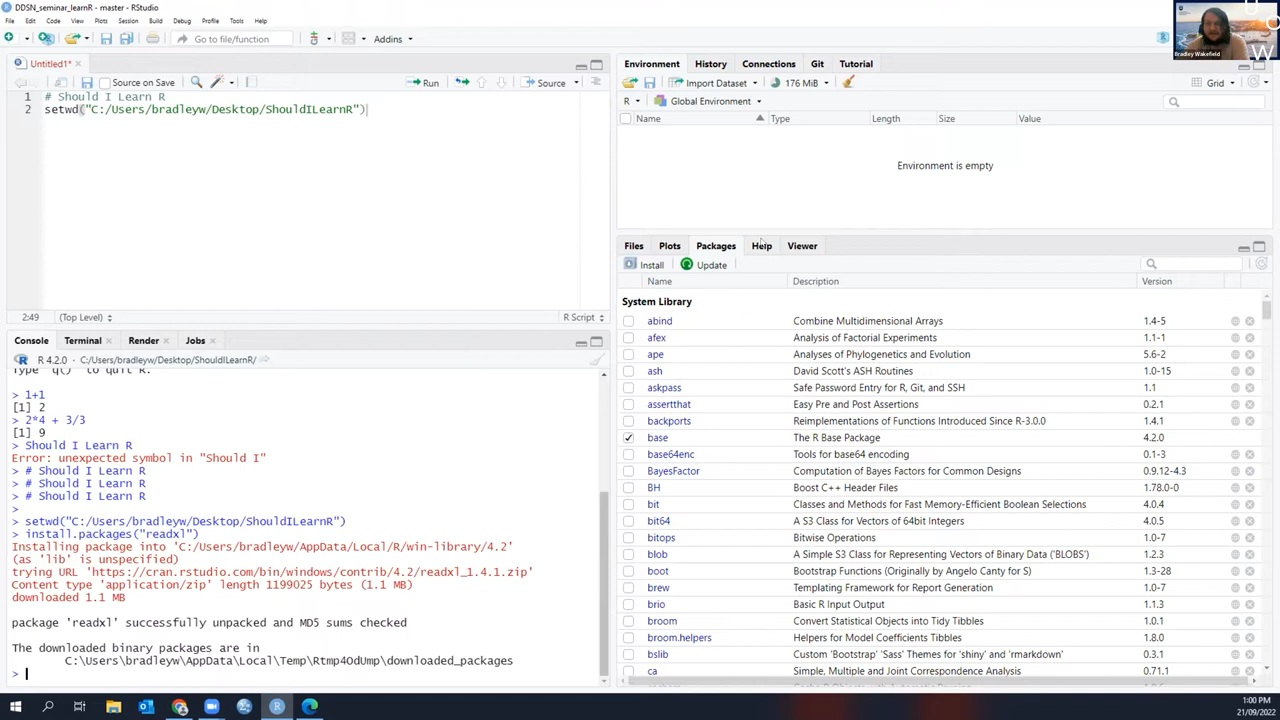 DDSN_seminar_learnR - master - RStudio
File Edit Code View Plots Session Build Debug Profile Tools Help
Go to file/function Addins
Bradley Wakefield
U C W
Untitled1*
Source on Save Run Source
1 # Should I Learn R
2 setwd("C:/Users/bradleyw/Desktop/ShouldILearnR")
2:49 (Top Level) R Script
Console Terminal Render Jobs
R 4.2.0 · C:/Users/bradleyw/Desktop/ShouldILearnR/
Type 'q()' to quit R.
> 1+1
[1] 2
> 2*4 + 3/3
[1] 9
> Should I Learn R
Error: unexpected symbol in "Should I"
> # Should I Learn R
> # Should I Learn R
> # Should I Learn R
>
> setwd("C:/Users/bradleyw/Desktop/ShouldILearnR")
> install.packages("readxl")
Installing package into 'C:/Users/bradleyw/AppData/Local/R/win-library/4.2'
(as 'lib' is unspecified)
trying URL 'https://cran.rstudio.com/bin/windows/contrib/4.2/readxl_1.4.1.zip'
Content type 'application/zip' length 1199025 bytes (1.1 MB)
downloaded 1.1 MB
package 'readxl' successfully unpacked and MD5 sums checked
The downloaded binary packages are in
C:\Users\bradleyw\AppData\Local\Temp\Rtmp4OdUmp\downloaded_packages
>
Environment History Connections Git Tutorial
Import Dataset 176 MiB Grid
R Global Environment
Name Type Length Size Value
Environment is empty
Files Plots Packages Help Viewer
Install Update
Name Description Version
System Library
abind Combine Multidimensional Arrays 1.4-5
afex Analysis of Factorial Experiments 1.1-1
ape Analyses of Phylogenetics and Evolution 5.6-2
ash David Scott's ASH Routines 1.0-15
askpass Safe Password Entry for R, Git, and SSH 1.1
assertthat Easy Pre and Post Assertions 0.2.1
backports Reimplementations of Functions Introduced Since R-3.0.0 1.4.1
base The R Base Package 4.2.0
base64enc Tools for base64 encoding 0.1-3
BayesFactor Computation of Bayes Factors for Common Designs 0.9.12-4.3
BH Boost C++ Header Files 1.78.0-0
bit Classes and Methods for Fast Memory-Efficient Boolean Selections 4.0.4
bit64 A S3 Class for Vectors of 64bit Integers 4.0.5
bitops Bitwise Operations 1.0-7
blob A Simple S3 Class for Representing Vectors of Binary Data ('BLOBS') 1.2.3
boot Bootstrap Functions (Originally by Angelo Canty for S) 1.3-28
brew Templating Framework for Report Generation 1.0-7
brio Basic R Input Output 1.1.3
broom Convert Statistical Objects into Tidy Tibbles 1.0.1
broom.helpers Helpers for Model Coefficients Tibbles 1.8.0
bslib Custom 'Bootstrap' 'Sass' Themes for 'shiny' and 'rmarkdown' 0.3.1
ca Simple, Multiple and Joint Correspondence Analysis 0.71.1
1:00 PM
21/09/2022